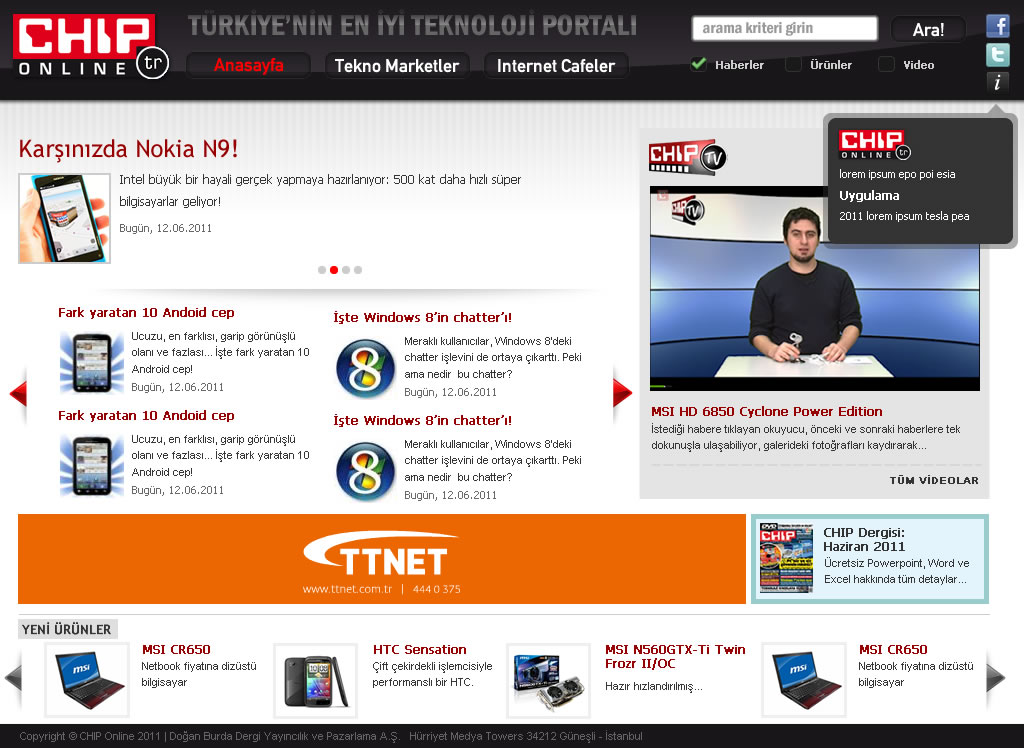 CHIP
ONLINE tr
TÜRKİYE'NİN EN İYİ TEKNOLOJİ PORTALI
Anasayfa
Tekno Marketler
Internet Cafeler
arama kriteri girin
Ara!
Haberler
Ürünler
Video
f
t
i
CHIP
ONLINE tr
lorem ipsum epo poi esia
Uygulama
2011 lorem ipsum tesla pea
Karşınızda Nokia N9!
Intel büyük bir hayali gerçek yapmaya hazırlanıyor: 500 kat daha hızlı süper
bilgisayarlar geliyor!
Bugün, 12.06.2011
CHIP TV
CHIP TV
Fark yaratan 10 Andoid cep
Ucuzu, en farklısı, garip görünüşlü
olanı ve fazlası... İşte fark yaratan 10
Android cep!
Bugün, 12.06.2011
İşte Windows 8'in chatter'ı!
Meraklı kullanıcılar, Windows 8'deki
chatter işlevini de ortaya çıkarttı. Peki
ama nedir bu chatter?
Bugün, 12.06.2011
Fark yaratan 10 Andoid cep
Ucuzu, en farklısı, garip görünüşlü
olanı ve fazlası... İşte fark yaratan 10
Android cep!
Bugün, 12.06.2011
İşte Windows 8'in chatter'ı!
Meraklı kullanıcılar, Windows 8'deki
chatter işlevini de ortaya çıkarttı. Peki
ama nedir bu chatter?
Bugün, 12.06.2011
8
8
MSI HD 6850 Cyclone Power Edition
İstediği habere tıklayan okuyucu, önceki ve sonraki haberlere tek
dokunuşla ulaşabiliyor, galerideki fotoğrafları kaydırarak...
TÜM VİDEOLAR
TTNET
www.ttnet.com.tr | 444 0 375
DVD
CHIP
CHIP Dergisi:
Haziran 2011
Ücretsiz Powerpoint, Word ve
Excel hakkında tüm detaylar...
YENİ ÜRÜNLER
msi
MSI CR650
Netbook fiyatına dizüstü
bilgisayar
HTC Sensation
Çift çekirdekli işlemcisiyle
performanslı bir HTC.
MSI N560GTX-Ti Twin
Frozr II/OC
Hazır hızlandırılmış...
msi
MSI CR650
Netbook fiyatına dizüstü
bilgisayar
Copyright © CHIP Online 2011 | Doğan Burda Dergi Yayıncılık ve Pazarlama A.Ş. Hürriyet Medya Towers 34212 Güneşli - İstanbul